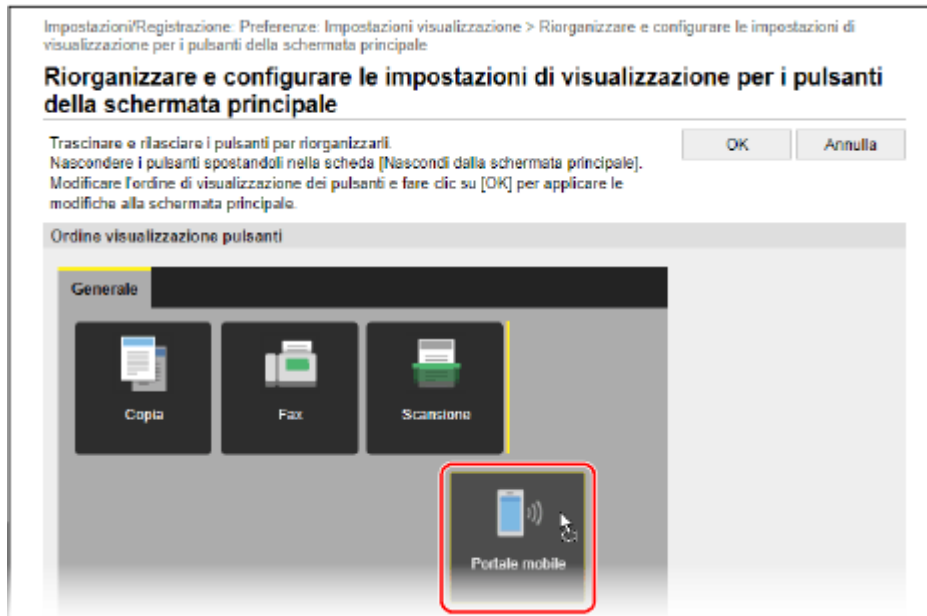 Impostazioni/Registrazione: Preferenze: Impostazioni visualizzazione > Riorganizzare e configurare le impostazioni di
visualizzazione per i pulsanti della schermata principale
Riorganizzare e configurare le impostazioni di visualizzazione per i pulsanti
della schermata principale
Trascinare e rilasciare i pulsanti per riorganizzarli.
Nascondere i pulsanti spostandoli nella scheda [Nascondi dalla schermata principale].
Modificare l'ordine di visualizzazione dei pulsanti e fare clic su [OK] per applicare le
modifiche alla schermata principale.
OK
Annulla
Ordine visualizzazione pulsanti
Generale
Copia
Fax
Scansione
Portale mobile